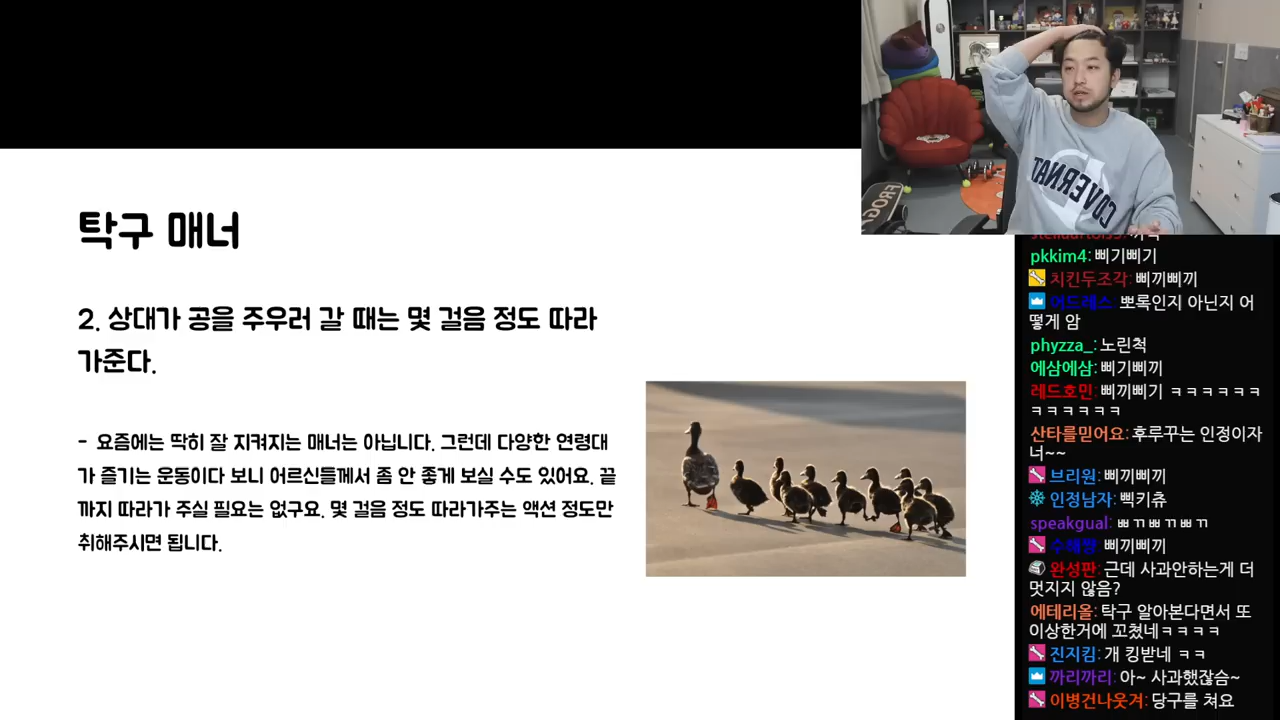 탁구 매너
2. 상대가 공을 주우러 갈 때는 몇 걸음 정도 따라
가준다.
- 요즘에는 딱히 잘 지켜지는 매너는 아닙니다. 그런데 다양한 연령대
가 즐기는 운동이다 보니 어르신들께서 좀 안 좋게 보실 수도 있어요. 끝
까지 따라가 주실 필요는 없구요. 몇 걸음 정도 따라가주는 액션 정도만
취해주시면 됩니다.
COVERNAT
FROG
pkkim4: 삐기삐기
치킨두조각: 삐끼삐끼
어드레스: 뽀록인지 아닌지 어
떻게 암
phyzza_: 노린척
에삼에삼: 삐기삐끼
레드호민: 삐끼삐기 ㅋㅋㅋㅋㅋㅋ
ㅋㅋㅋㅋㅋㅋ
산타를믿어요: 후루꾸는 인정이자
너~~
브리원: 삐끼삐끼
인정남자: 삑키츄
speakgual: ㅃㄲㅃㄲㅃㄲ
삐끼삐끼
완성판: 근데 사과안하는게 더
멋지지 않음?
에테리올: 탁구 알아본다면서 또
이상한거에 꼬쳤네ㅋㅋㅋㅋ
진지킴: 개 킹받네 ㅋㅋ
까리까리: 아~ 사과했잖슴~
이병건나웃겨: 당구를 쳐요